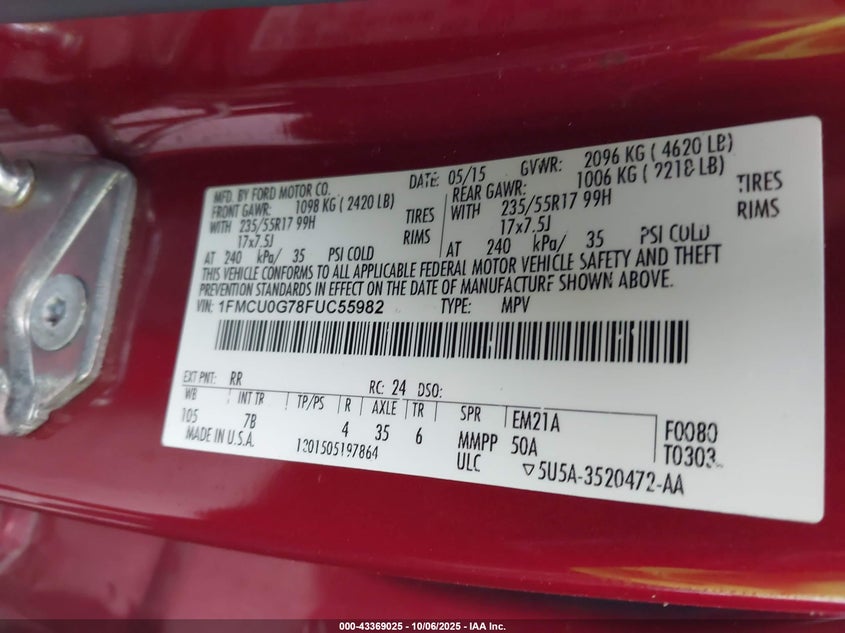 MFD. BY FORD MOTOR CO. DATE: 05/15 GVWR: 2096 KG ( 4620 LB)
FRONT GAWR: 1098 KG ( 2420 LB) REAR GAWR: 1006 KG ( 2218 LB)
WITH 235/55R17 99H TIRES WITH 235/55R17 99H TIRES
17x7.5J RIMS 17x7.5J RIMS
AT 240 kPa/ 35 PSI COLD AT 240 kPa/ 35 PSI COLD
THIS VEHICLE CONFORMS TO ALL APPLICABLE FEDERAL MOTOR VEHICLE SAFETY AND THEFT
PREVENTION STANDARDS IN EFFECT ON THE DATE OF MANUFACTURE SHOWN ABOVE.
VIN: 1FMCU0G78FUC55982 TYPE: MPV
EXT PNT: RR RC: 24 DSO:
WB INT TR TP/PS R AXLE TR SPR EM21A F0080
105 7B 4 35 6 MMPP 50A T0303
MADE IN U.S.A. 1201505197864 ULC ▽5U5A-3520472-AA
000-43369025 - 10/06/2025 - IAA Inc.